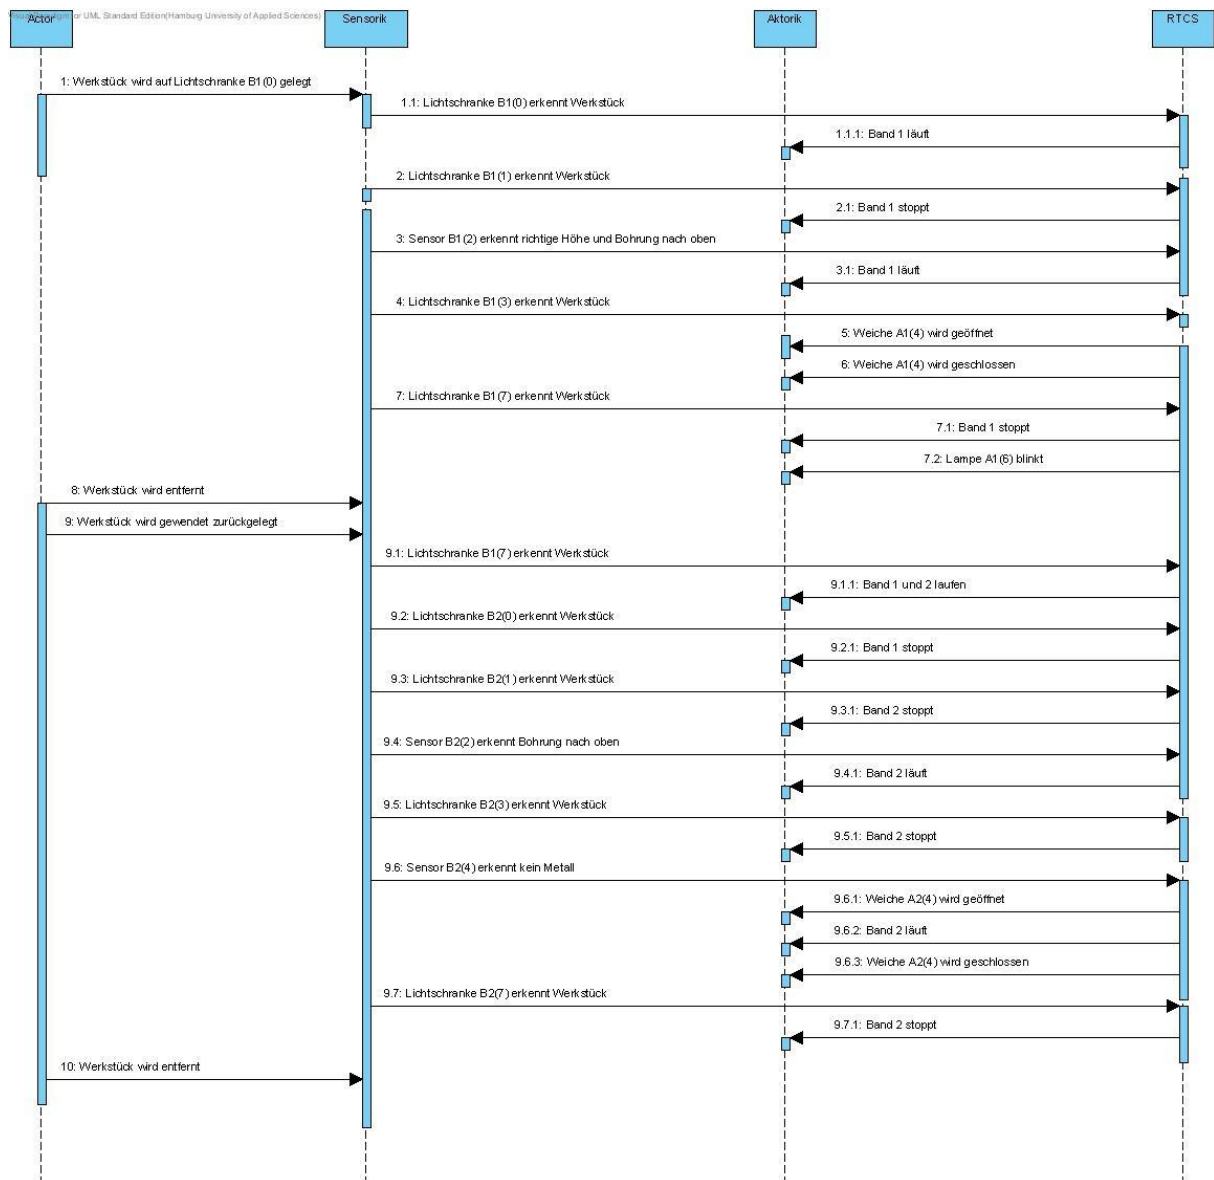 for UML Standard Edition(Hamburg University of Applied Sciences)
Actor
Sensorik
Aktorik
RTCS
1: Werkstück wird auf Lichtschranke B1(0) gelegt
1.1: Lichtschranke B1(0) erkennt Werkstück
1.1.1: Band 1 läuft
2: Lichtschranke B1(1) erkennt Werkstück
2.1: Band 1 stoppt
3: Sensor B1(2) erkennt richtige Höhe und Bohrung nach oben
3.1: Band 1 läuft
4: Lichtschranke B1(3) erkennt Werkstück
5: Weiche A1(4) wird geöffnet
6: Weiche A1(4) wird geschlossen
7: Lichtschranke B1(7) erkennt Werkstück
7.1: Band 1 stoppt
7.2: Lampe A1(6) blinkt
8: Werkstück wird entfernt
9: Werkstück wird gewendet zurückgelegt
9.1: Lichtschranke B1(7) erkennt Werkstück
9.1.1: Band 1 und 2 laufen
9.2: Lichtschranke B2(0) erkennt Werkstück
9.2.1: Band 1 stoppt
9.3: Lichtschranke B2(1) erkennt Werkstück
9.3.1: Band 2 stoppt
9.4: Sensor B2(2) erkennt Bohrung nach oben
9.4.1: Band 2 läuft
9.5: Lichtschranke B2(3) erkennt Werkstück
9.5.1: Band 2 stoppt
9.6: Sensor B2(4) erkennt kein Metall
9.6.1: Weiche A2(4) wird geöffnet
9.6.2: Band 2 läuft
9.6.3: Weiche A2(4) wird geschlossen
9.7: Lichtschranke B2(7) erkennt Werkstück
9.7.1: Band 2 stoppt
10: Werkstück wird entfernt